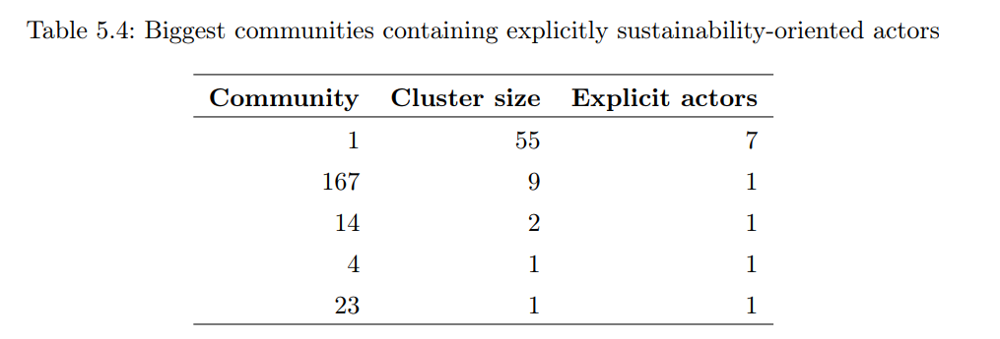 Table 5.4: Biggest communities containing explicitly sustainability-oriented actors
Community Cluster size Explicit actors
1 55 7
167 9 1
14 2 1
4 1 1
23 1 1